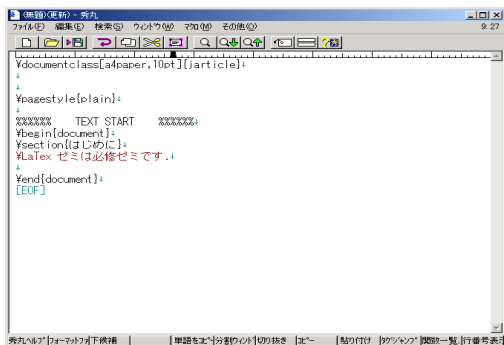 (無題)(更新) - 秀丸
ファイル(F) 編集(E) 検索(S) ウィンドウ(W) マクロ(M) その他(O) 9: 27
¥documentclass[a4paper,10pt][jarticle}↓
↓
↓
¥pagestyle{plain}↓
↓
%%%%%% TEXT START %%%%%%↓
¥begin{document}↓
¥section{はじめに}↓
¥LaTex ゼミは必修ゼミです.↓
↓
¥end{document}↓
[EOF]
秀丸ヘルプ フォーマットファ 下候補 単語をコピー 分割ウィンド 切り抜き コピー 貼り付け タグジャンプ 関数一覧. 行番号表示